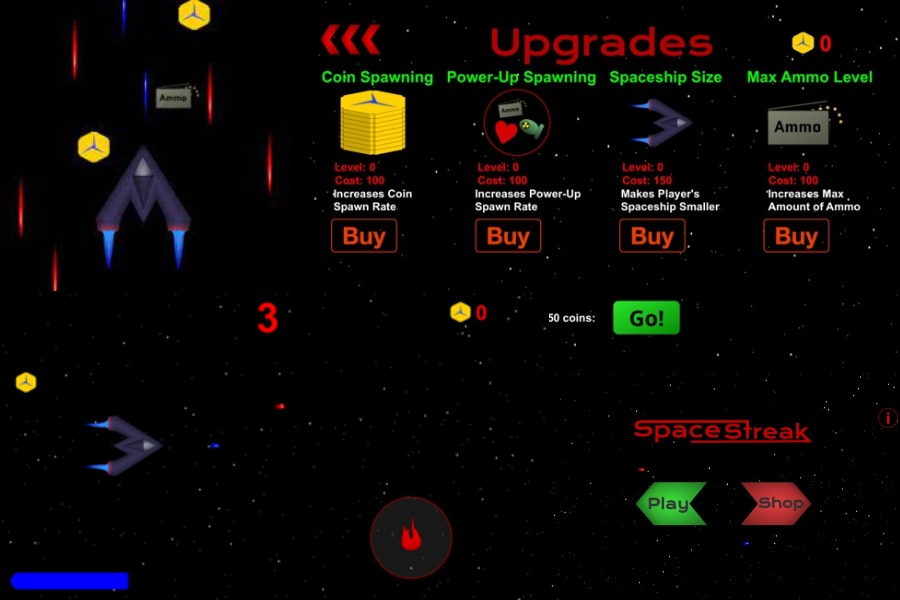 Ammo
Upgrades
0
Coin Spawning
Power-Up Spawning
Spaceship Size
Max Ammo Level
Ammo
Ammo
Level: 0
Cost: 100
Increases Coin
Spawn Rate
Buy
Level: 0
Cost: 100
Increases Power-Up
Spawn Rate
Buy
Level: 0
Cost: 150
Makes Player's
Spaceship Smaller
Buy
Level: 0
Cost: 100
Increases Max
Amount of Ammo
Buy
3
0
50 coins:
Go!
SpaceStreak
i
Play
Shop